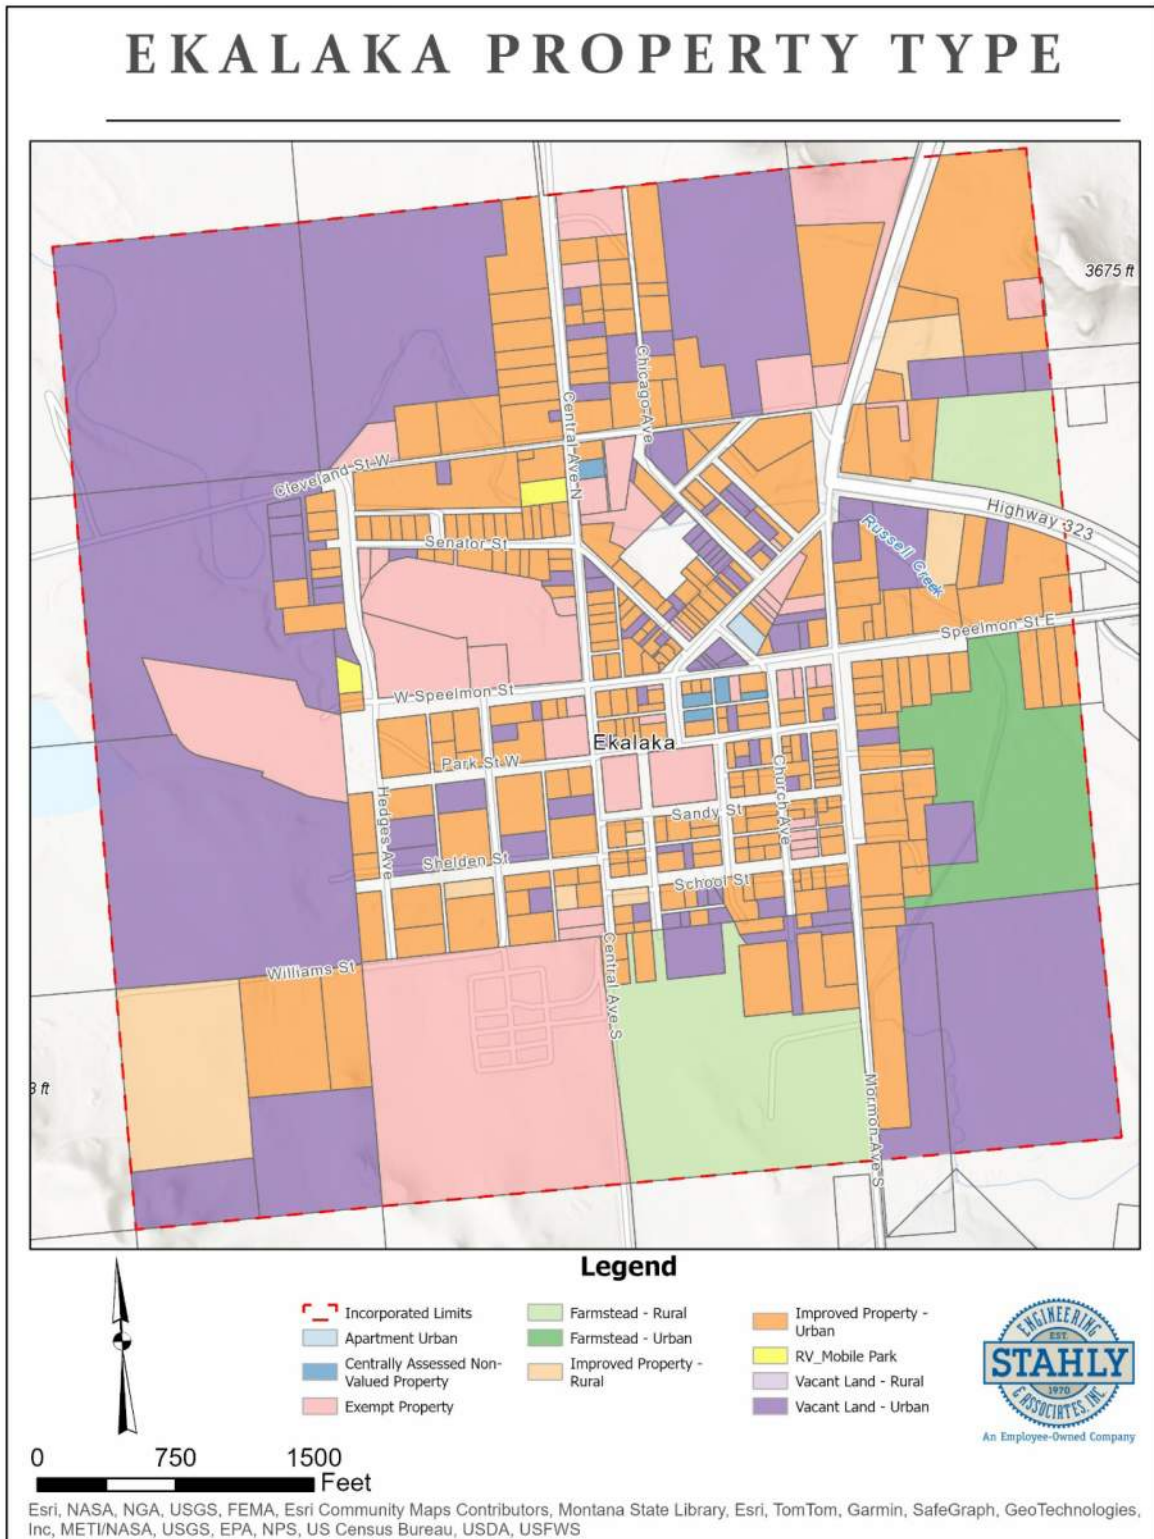 EKALAKA PROPERTY TYPE
3675 ft
Chicago Ave
Central Ave N
Cleveland St W
Highway 323
Russell Creek
Senator St
Speelmon St E
W Speelmon St
Ekalaka
Park St W
Church Ave
Hedges Ave
Sandy St
Shelden St
School St
Williams St
Central Ave S
3 ft
Mormon Ave S
Legend
Incorporated Limits
Apartment Urban
Centrally Assessed Non-
Valued Property
Exempt Property
Farmstead - Rural
Farmstead - Urban
Improved Property -
Rural
Improved Property -
Urban
RV_Mobile Park
Vacant Land - Rural
Vacant Land - Urban
ENGINEERING
EST.
STAHLY
1970
& ASSOCIATES, INC.
An Employee-Owned Company
0 750 1500
Feet
Esri, NASA, NGA, USGS, FEMA, Esri Community Maps Contributors, Montana State Library, Esri, TomTom, Garmin, SafeGraph, GeoTechnologies,
Inc, METI/NASA, USGS, EPA, NPS, US Census Bureau, USDA, USFWS